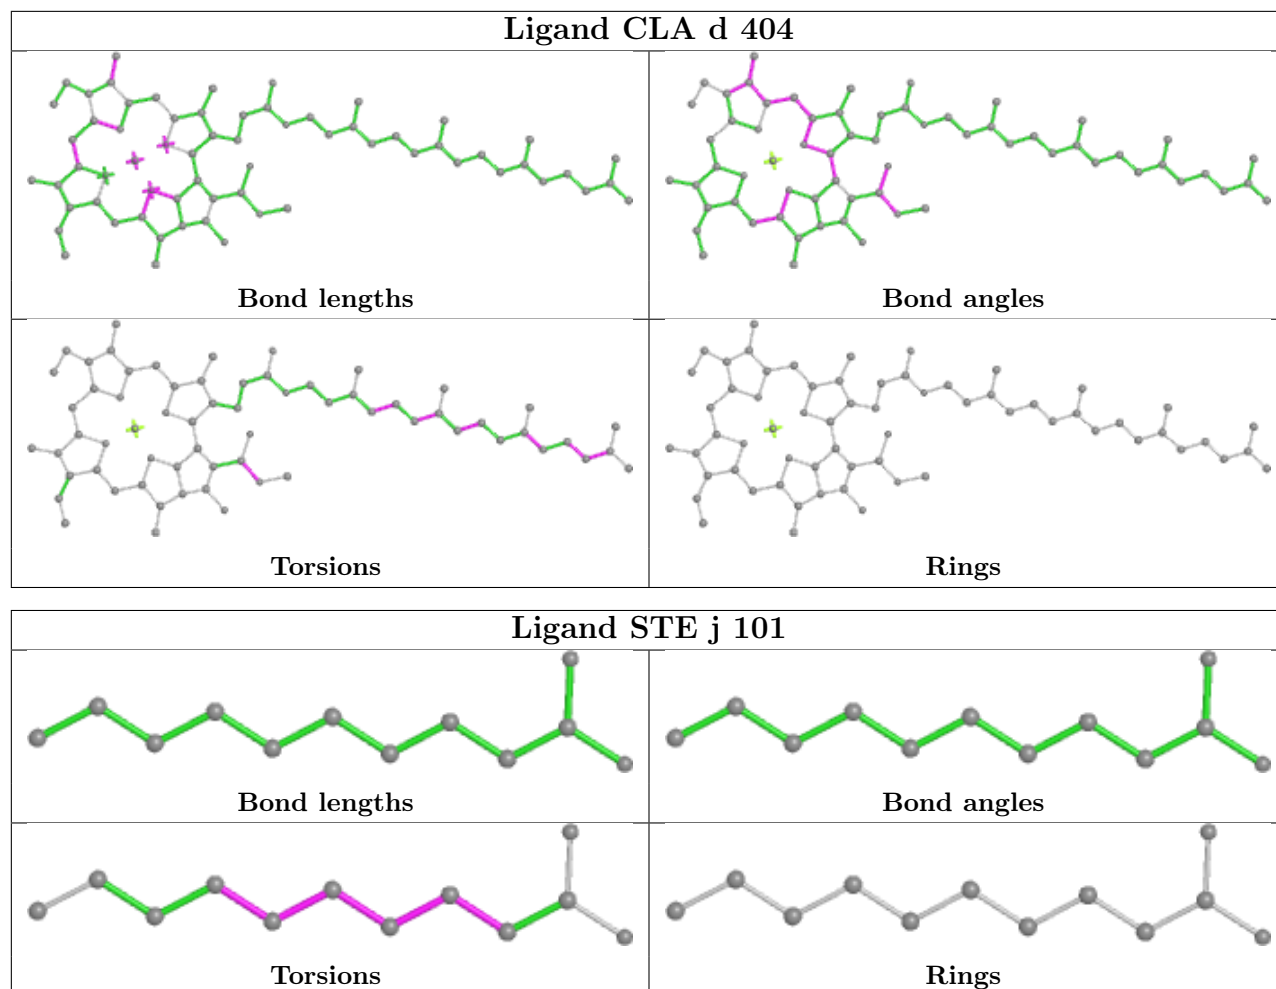 Ligand CLA d 404
Bond lengths
Bond angles
Torsions
Rings
Ligand STE j 101
Bond lengths
Bond angles
Torsions
Rings